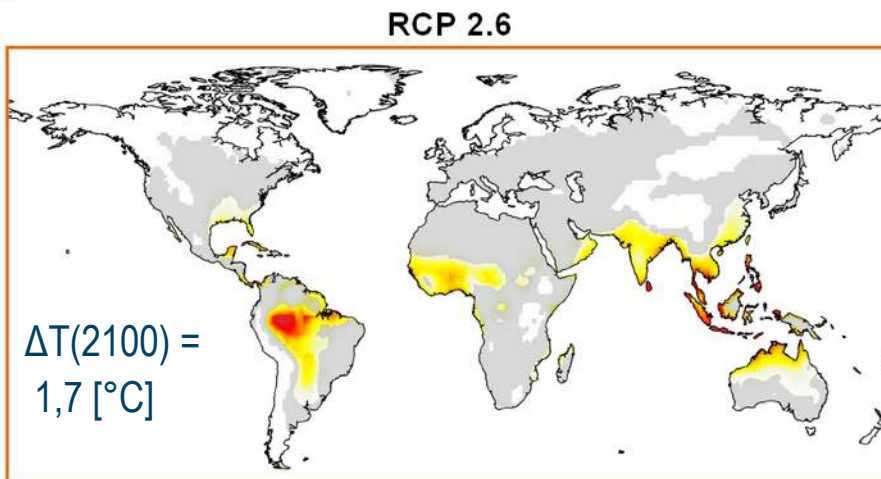 RCP 2.6
ΔT(2100) =
1,7 [°C]